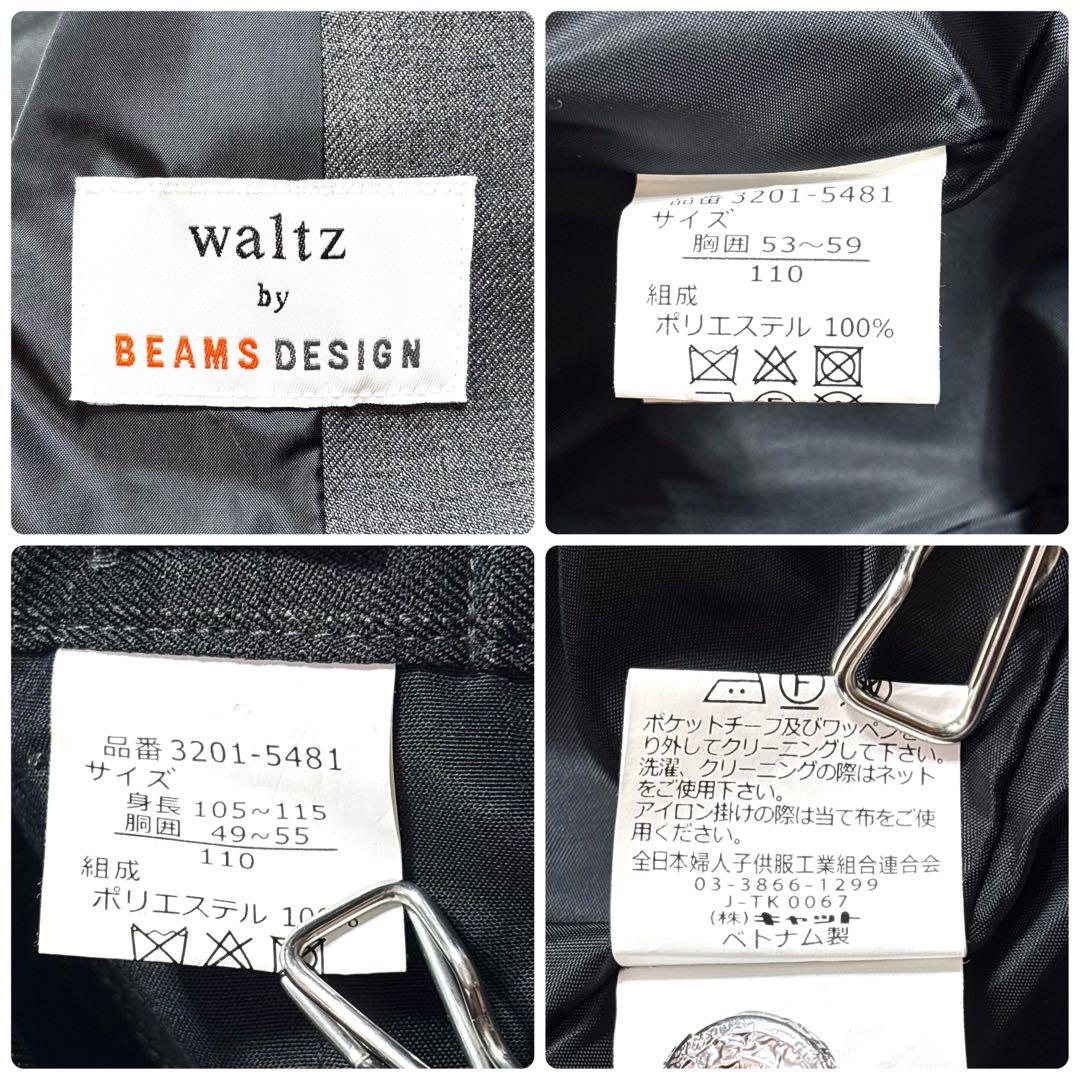 waltz
by
BEAMS DESIGN
品番 3201-5481
サイズ
胸囲 53～59
110
組成
ポリエステル 100%
品番 3201-5481
サイズ
身長 105～115
胴囲 49～55
110
組成
ポリエステル
F
ポケットチーフ及びワッペンを
り外してクリーニングして下さい。
洗濯、クリーニングの際はネット
をご使用下さい。
アイロン掛けの際は当て布をご使
用ください。
全日本婦人子供服工業組合連合会
03-3866-1299
J-TK0067
(株)キャット
ベトナム製